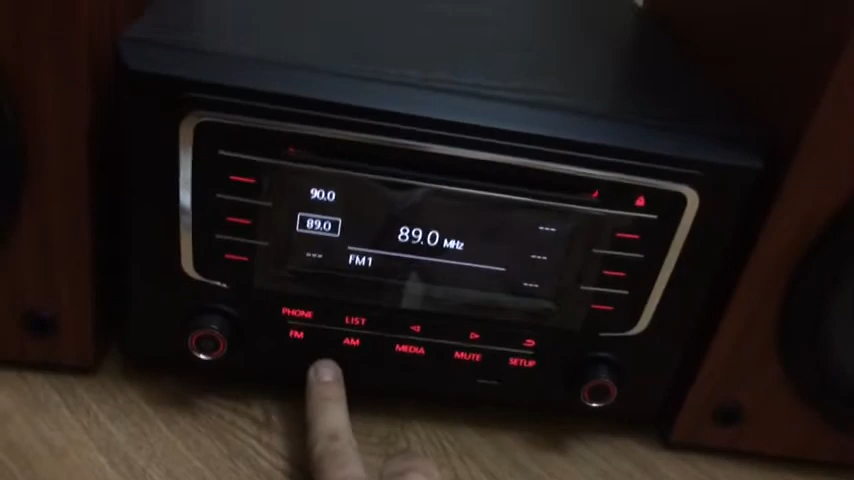 90.0
89.0
---
89.0 MHz
FM1
---
---
---
PHONE LIST
FM AM MEDIA MUTE SETUP